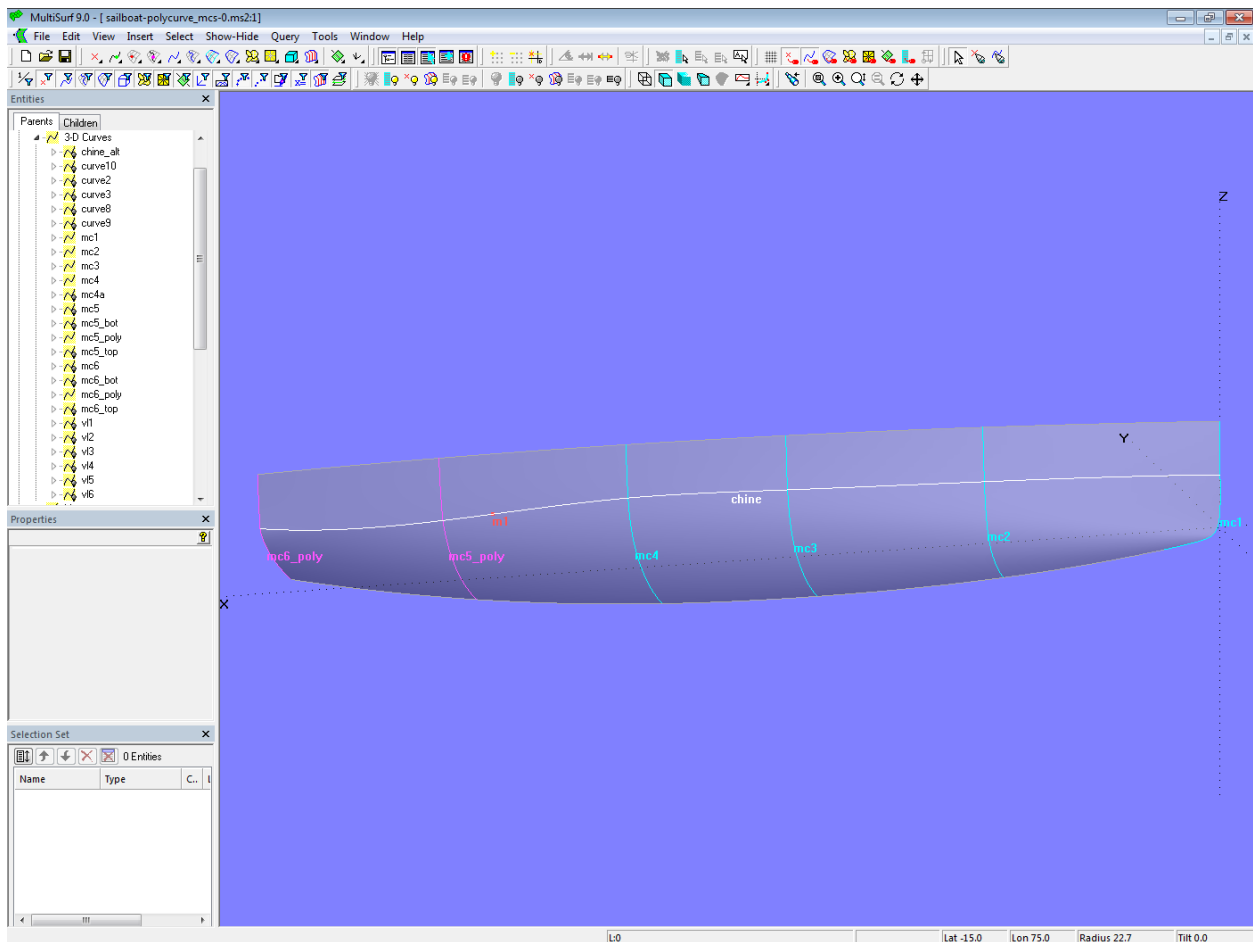 MultiSurf 9.0 - [ sailboat-polycurve_mcs-0.ms2:1]
File Edit View Insert Select Show-Hide Query Tools Window Help
Entities
Parents Children
3-D Curves
chine_alt
curve10
curve2
curve3
curve8
curve9
mc1
mc2
mc3
mc4
mc4a
mc5
mc5_bot
mc5_poly
mc5_top
mc6
mc6_bot
mc6_poly
mc6_top
vl1
vl2
vl3
vl4
vl5
vl6
Properties
Selection Set
0 Entities
Name Type C.. L
Z
Y
chine
mc1
mc2
mc3
mc4
mc5_poly
mc6_poly
X
L:0 Lat -15.0 Lon 75.0 Radius 22.7 Tilt 0.0